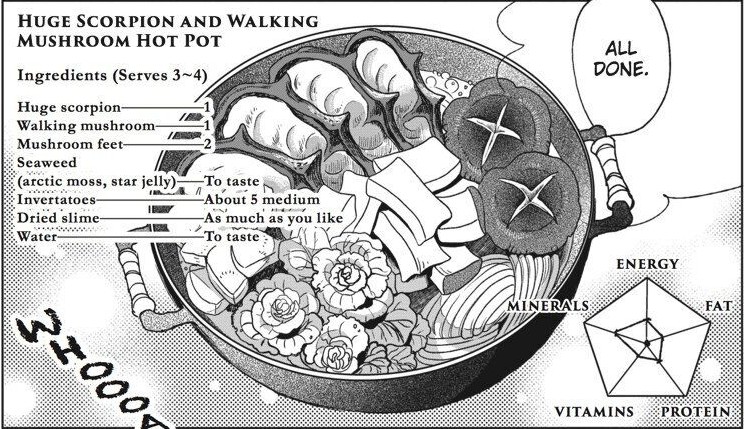 HUGE SCORPION AND WALKING
MUSHROOM HOT POT
Ingredients (Serves 3~4)
Huge scorpion 1
Walking mushroom 1
Mushroom feet 2
Seaweed
(arctic moss, star jelly) To taste
Invertatoes About 5 medium
Dried slime As much as you like
Water To taste
ALL
DONE.
WHOOOA
ENERGY
MINERALS
FAT
VITAMINS
PROTEIN